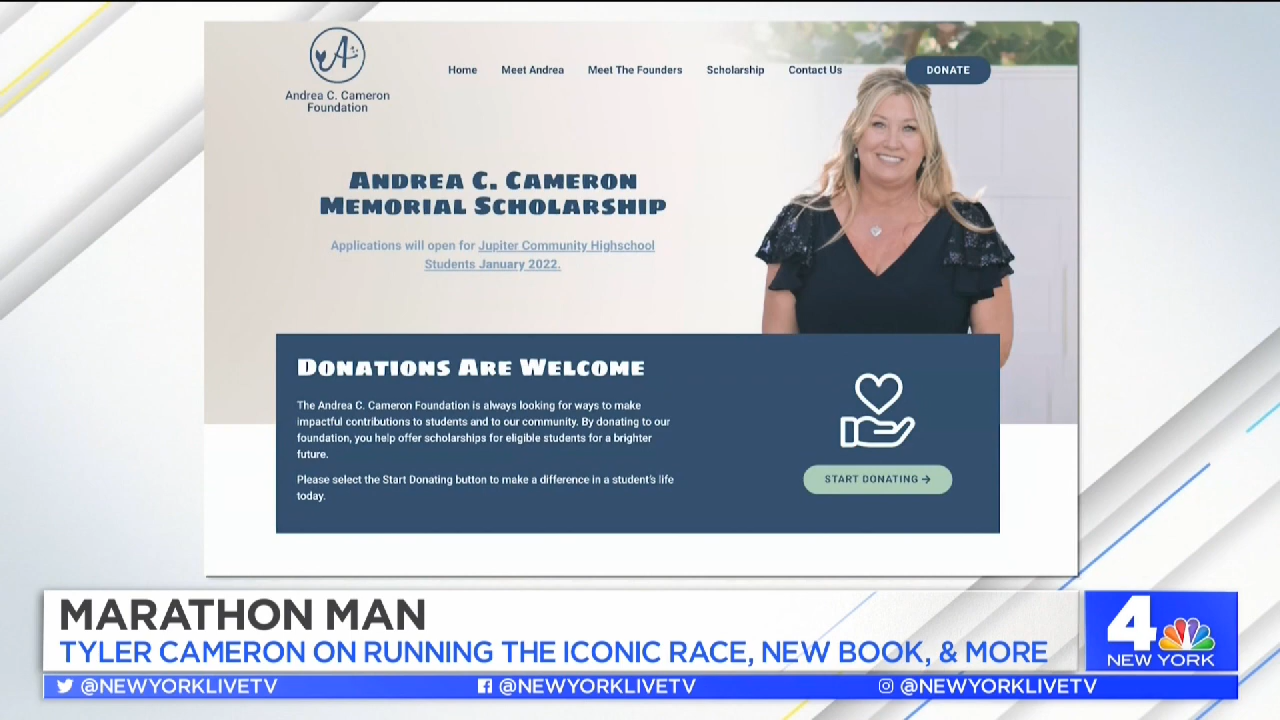 A
Andrea C. Cameron
Foundation
Home Meet Andrea Meet The Founders Scholarship Contact Us DONATE
ANDREA C. CAMERON
MEMORIAL SCHOLARSHIP
Applications will open for Jupiter Community Highschool
Students January 2022.
DONATIONS ARE WELCOME
The Andrea C. Cameron Foundation is always looking for ways to make
impactful contributions to students and to our community. By donating to our
foundation, you help offer scholarships for eligible students for a brighter
future.
Please select the Start Donating button to make a difference in a student's life
today.
START DONATING →
MARATHON MAN
TYLER CAMERON ON RUNNING THE ICONIC RACE, NEW BOOK, & MORE
4
NEW YORK
@NEWYORKLIVETV @NEWYORKLIVETV @NEWYORKLIVETV